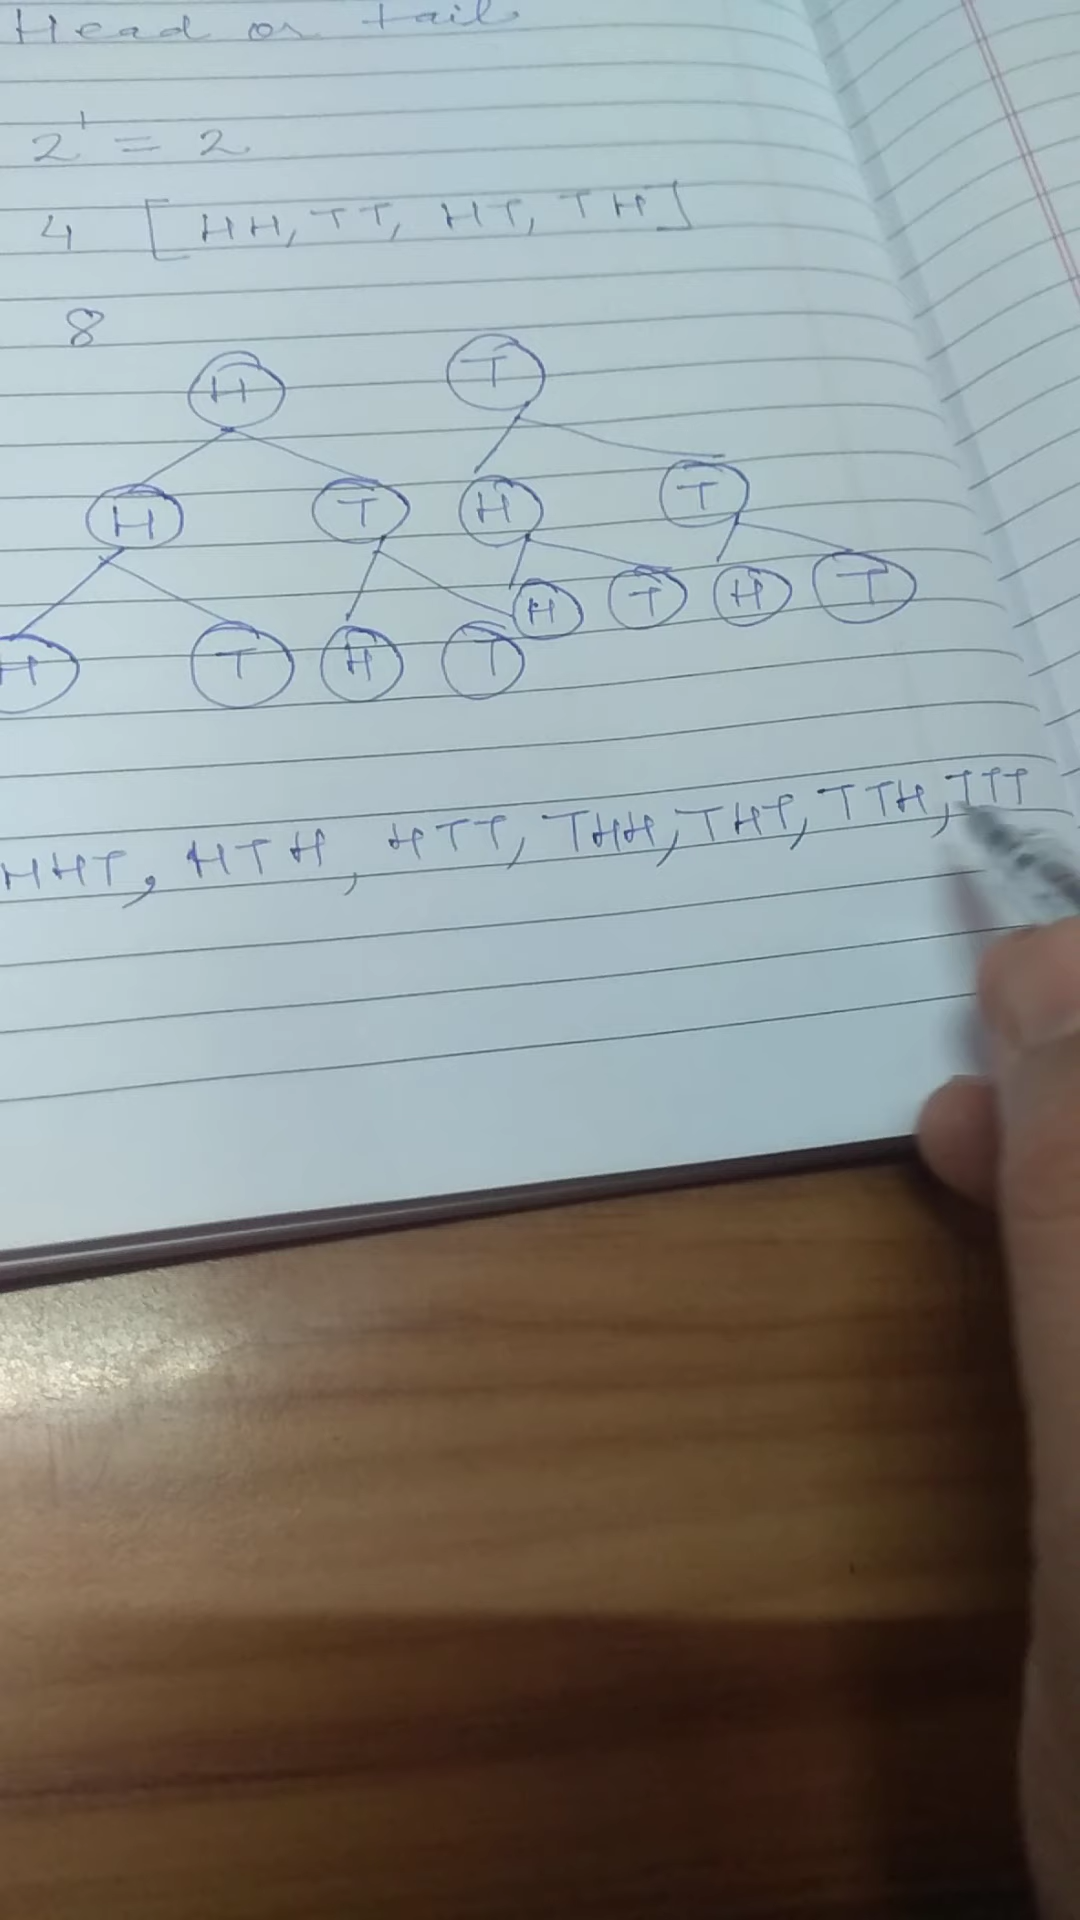 Head or tail
2¹ = 2
4 [HH, TT, HT, TH]
8
H T
H T H T
H T H T H T H T
HHT, HTH, HTT, THH, THT, TTH, TTT